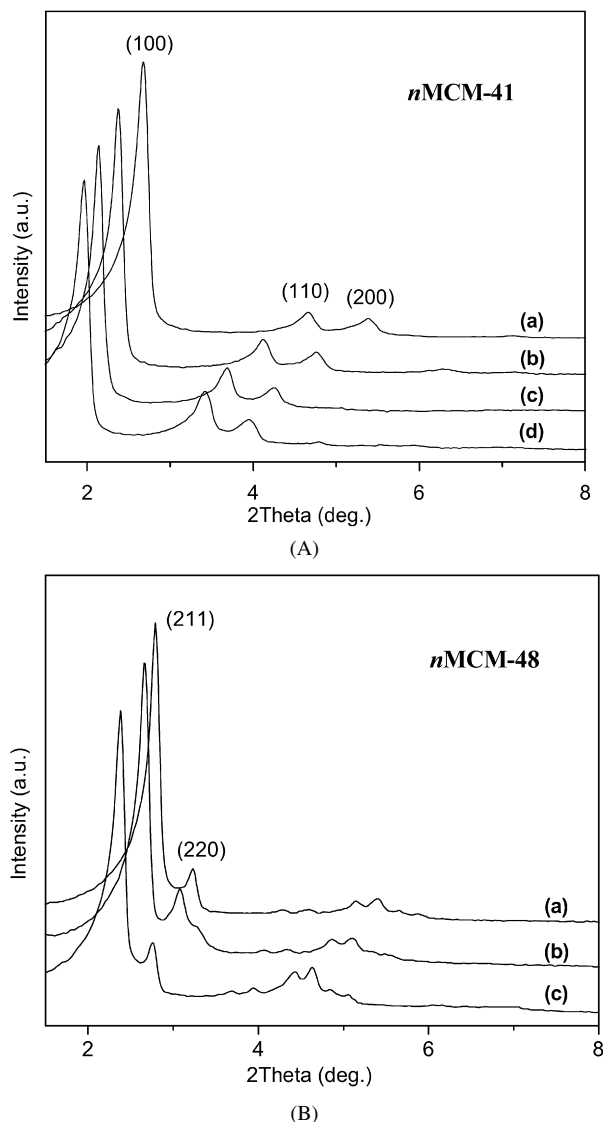 (100)
nMCM-41
Intensity (a.u.)
(110)
(200)
(a)
(b)
(c)
(d)
2 4 6 8
2Theta (deg.)
(A)
(211)
nMCM-48
Intensity (a.u.)
(220)
(a)
(b)
(c)
2 4 6 8
2Theta (deg.)
(B)